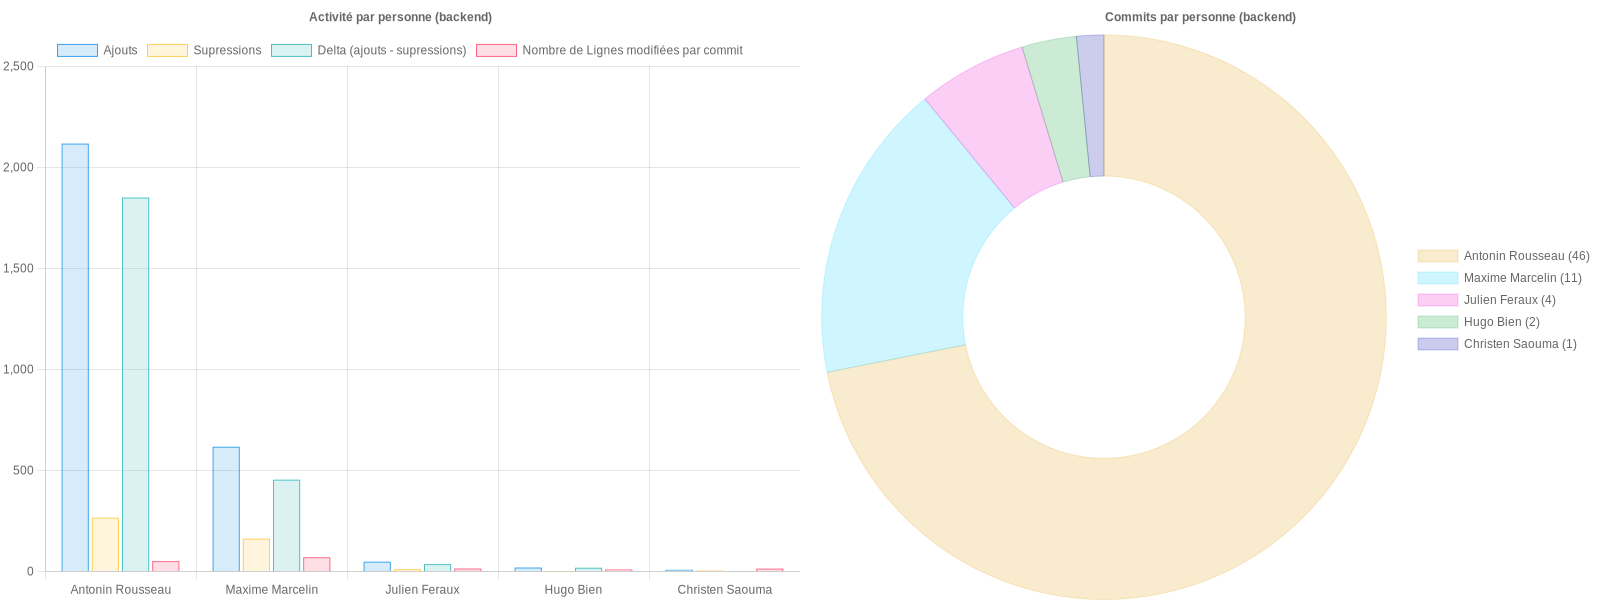 Activité par personne (backend)
Ajouts
Supressions
Delta (ajouts - supressions)
Nombre de Lignes modifiées par commit
2,500
2,000
1,500
1,000
500
0
Antonin Rousseau
Maxime Marcelin
Julien Feraux
Hugo Bien
Christen Saouma
Commits par personne (backend)
Antonin Rousseau (46)
Maxime Marcelin (11)
Julien Feraux (4)
Hugo Bien (2)
Christen Saouma (1)